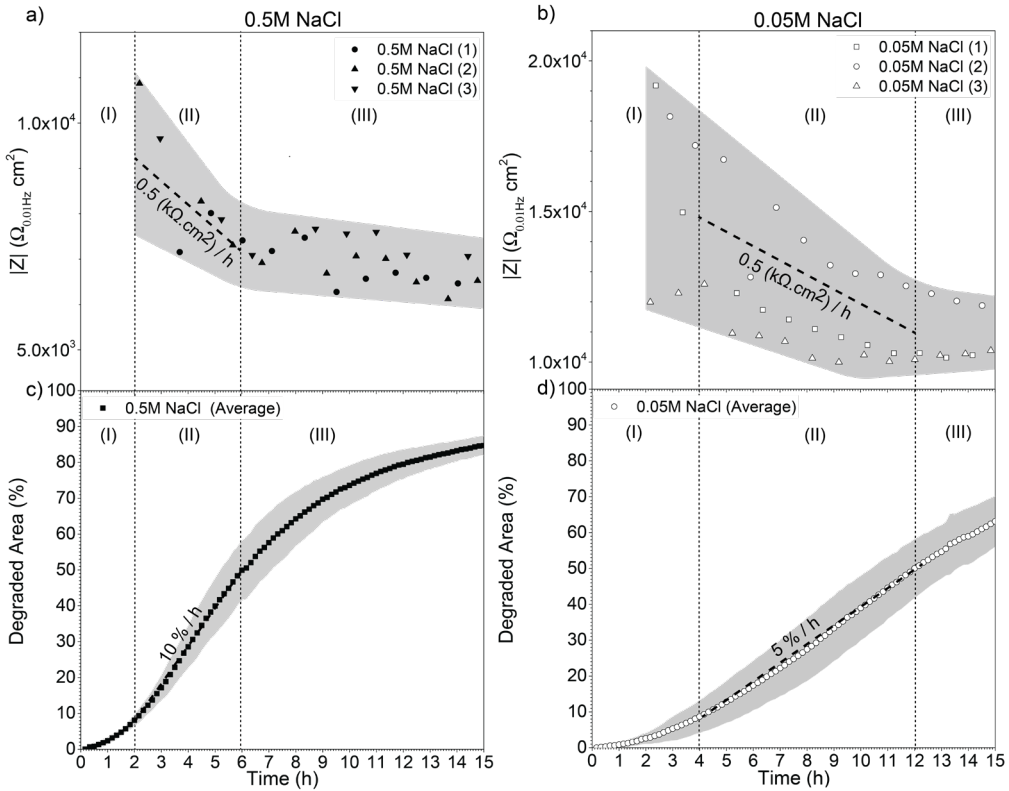 a)
0.5M NaCl
0.5M NaCl (1)
0.5M NaCl (2)
0.5M NaCl (3)
(I)
(II)
(III)
0.5 (kΩ.cm2) / h
|Z| (Ω0.01Hz cm2)
1.0x10^4
5.0x10^3
b)
0.05M NaCl
0.05M NaCl (1)
0.05M NaCl (2)
0.05M NaCl (3)
(I)
(II)
(III)
0.5 (kΩ.cm2) / h
|Z| (Ω0.01Hz cm2)
2.0x10^4
1.5x10^4
1.0x10^4
c)
0.5M NaCl (Average)
(I)
(II)
(III)
10 % / h
Degraded Area (%)
100
90
80
70
60
50
40
30
20
10
0
0 1 2 3 4 5 6 7 8 9 10 11 12 13 14 15
Time (h)
d)
0.05M NaCl (Average)
(I)
(II)
(III)
5 % / h
Degraded Area (%)
100
90
80
70
60
50
40
30
20
10
0
0 1 2 3 4 5 6 7 8 9 10 11 12 13 14 15
Time (h)